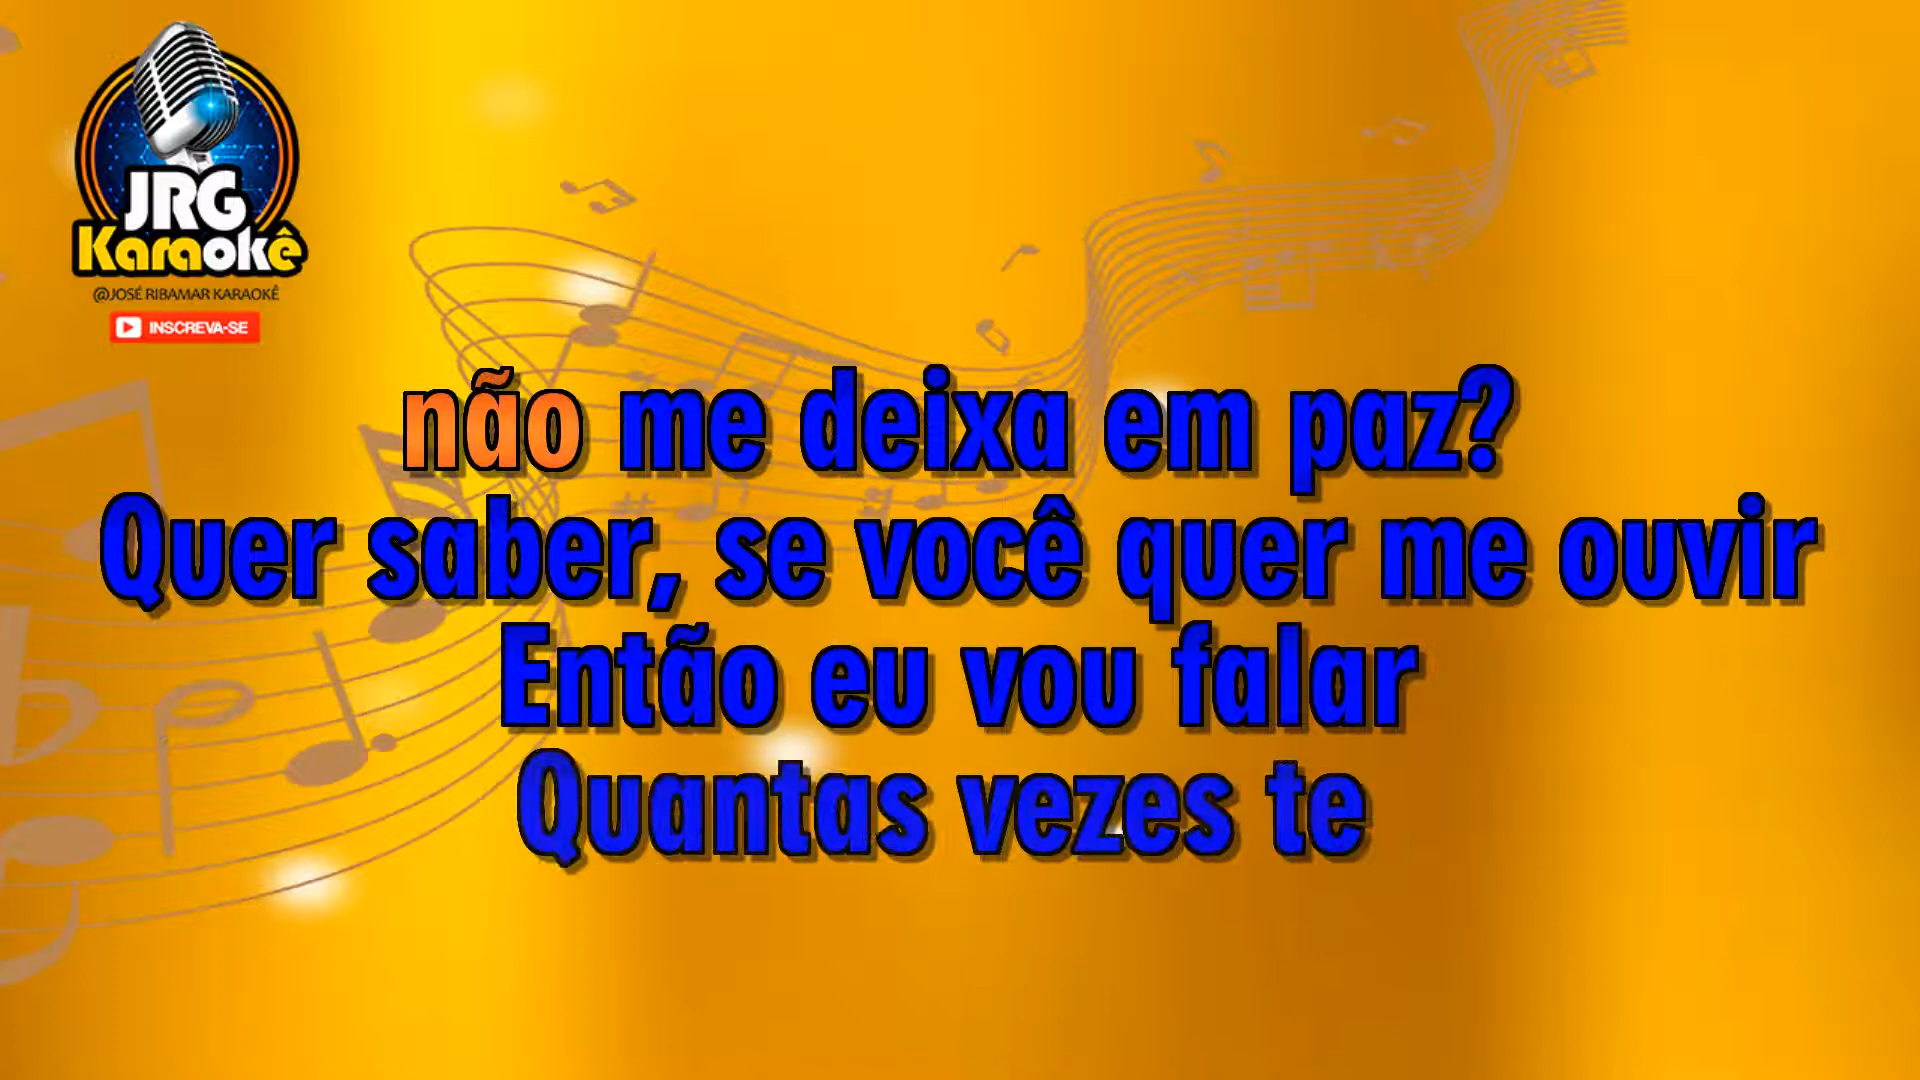 JRG
Karaokê
@JOSÉ RIBAMAR KARAOKÊ
INSCREVA-SE
não me deixa em paz?
Quer saber, se você quer me ouvir
Então eu vou falar
Quantas vezes te